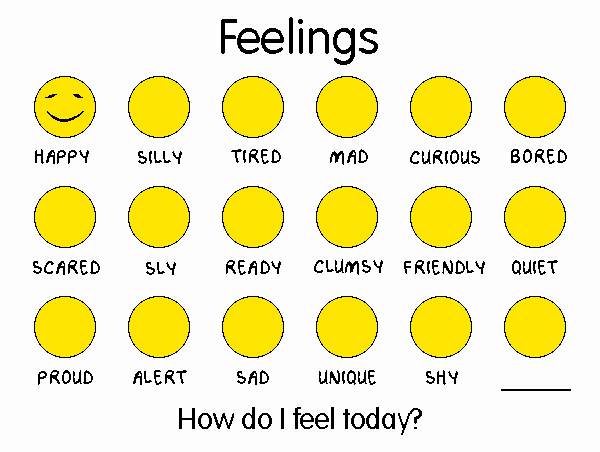 Feelings
HAPPY SILLY TIRED MAD CURIOUS BORED
SCARED SLY READY CLUMSY FRIENDLY QUIET
PROUD ALERT SAD UNIQUE SHY
How do I feel today?